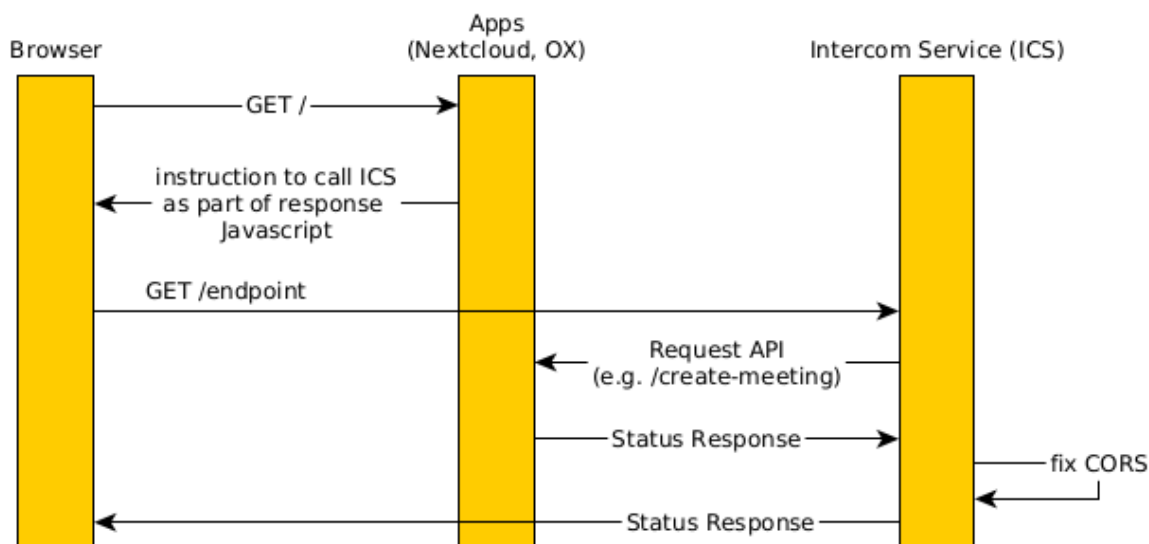 Browser
Apps
(Nextcloud, OX)
Intercom Service (ICS)
GET /
instruction to call ICS
as part of response
Javascript
GET /endpoint
Request API
(e.g. /create-meeting)
Status Response
fix CORS
Status Response